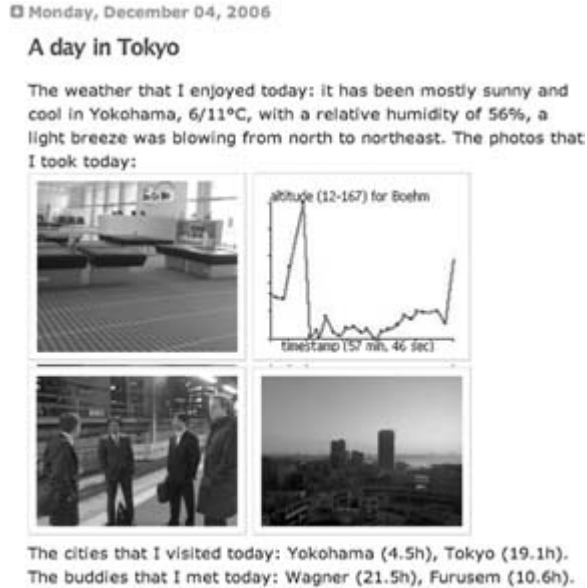 Monday, December 04, 2006
A day in Tokyo
The weather that I enjoyed today: it has been mostly sunny and
cool in Yokohama, 6/11°C, with a relative humidity of 56%, a
light breeze was blowing from north to northeast. The photos that
I took today:
altitude (12-167) for Boehm
timestamp (57 min, 46 sec)
The cities that I visited today: Yokohama (4.5h), Tokyo (19.1h).
The buddies that I met today: Wagner (21.5h), Furusem (10.6h).